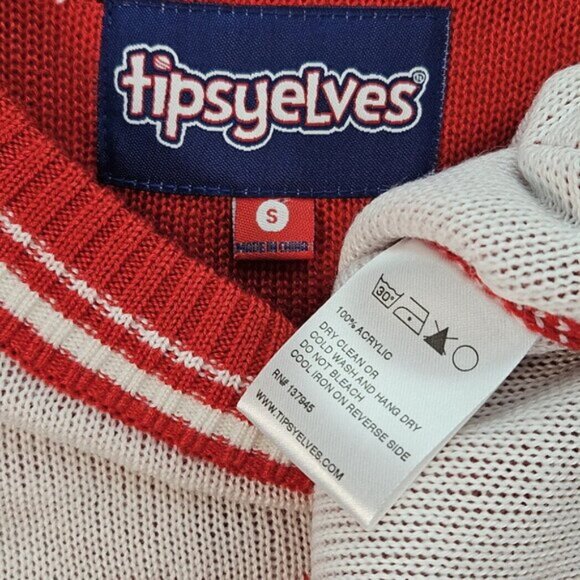 tipsyelves®
S
MADE IN CHINA
30°
100% ACRYLIC
DRY CLEAN OR
COLD WASH AND HANG DRY
DO NOT BLEACH
COOL IRON ON REVERSE SIDE
RN# 137945
WWW.TIPSYELVES.COM